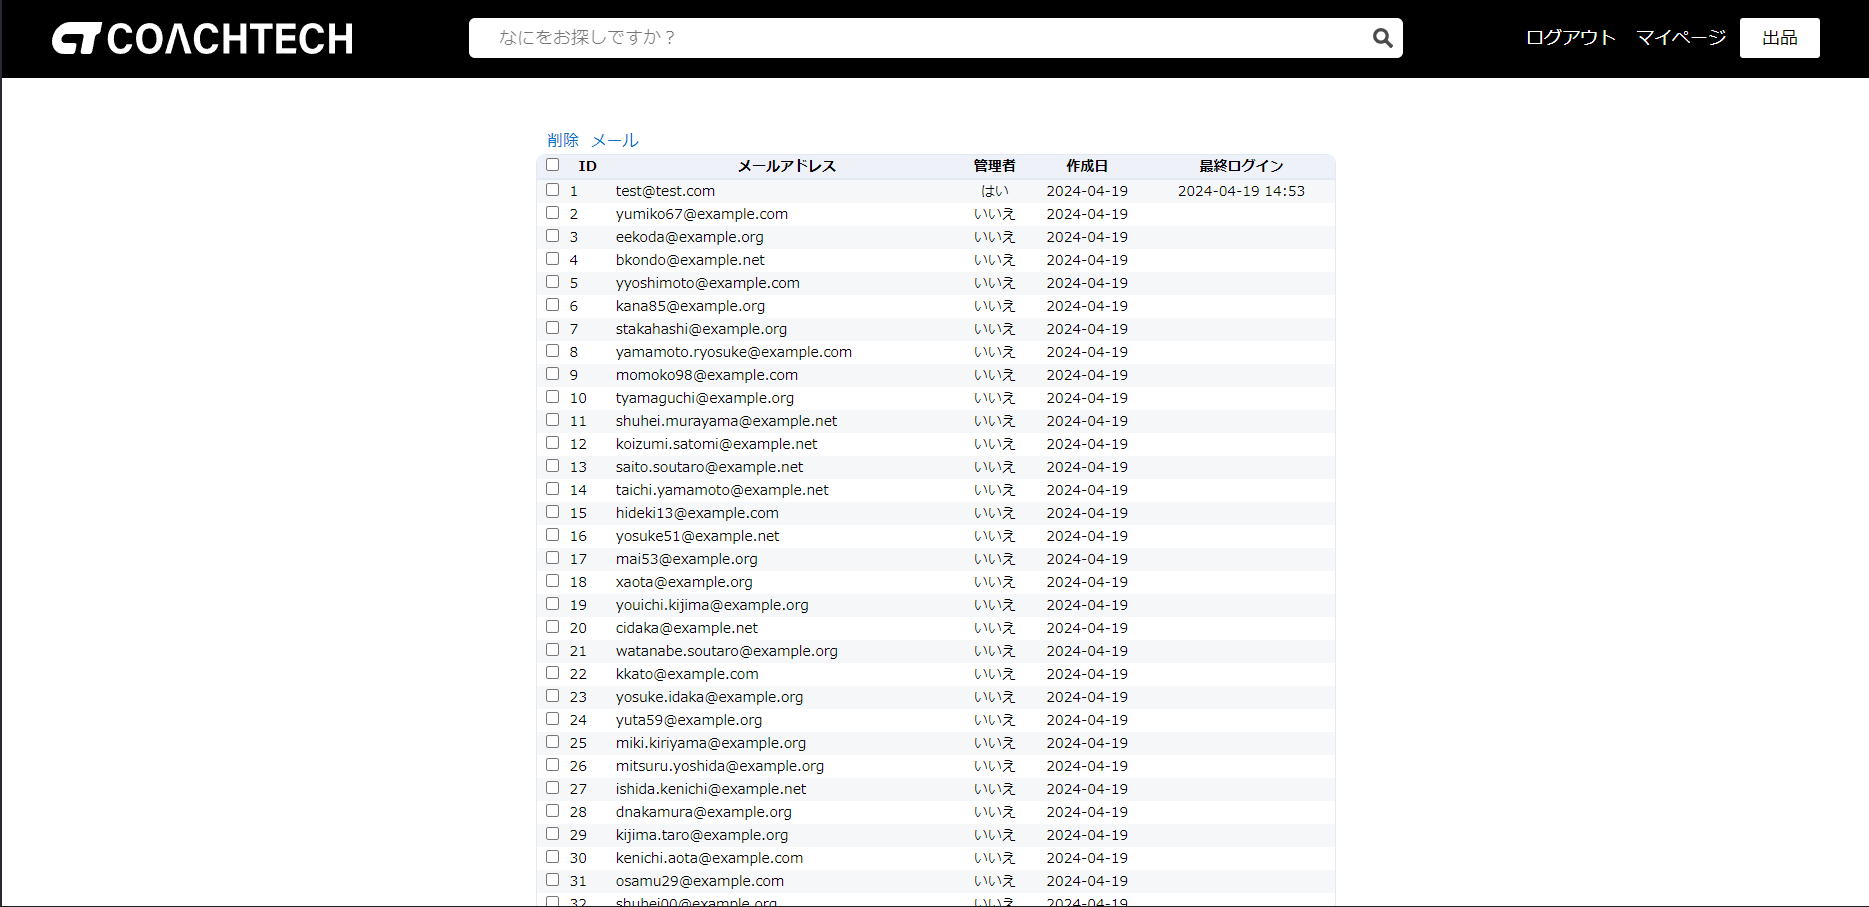 COACHTECH なにをお探しですか？ ログアウト マイページ 出品
削除 メール
ID メールアドレス 管理者 作成日 最終ログイン
1 test@test.com はい 2024-04-19 2024-04-19 14:53
2 yumiko67@example.com いいえ 2024-04-19
3 eekoda@example.org いいえ 2024-04-19
4 bkondo@example.net いいえ 2024-04-19
5 yyoshimoto@example.com いいえ 2024-04-19
6 kana85@example.org いいえ 2024-04-19
7 stakahashi@example.org いいえ 2024-04-19
8 yamamoto.ryosuke@example.com いいえ 2024-04-19
9 momoko98@example.com いいえ 2024-04-19
10 tyamaguchi@example.org いいえ 2024-04-19
11 shuhei.murayama@example.net いいえ 2024-04-19
12 koizumi.satomi@example.net いいえ 2024-04-19
13 saito.soutaro@example.net いいえ 2024-04-19
14 taichi.yamamoto@example.net いいえ 2024-04-19
15 hideki13@example.com いいえ 2024-04-19
16 yosuke51@example.net いいえ 2024-04-19
17 mai53@example.org いいえ 2024-04-19
18 xaota@example.org いいえ 2024-04-19
19 youichi.kijima@example.org いいえ 2024-04-19
20 cidaka@example.net いいえ 2024-04-19
21 watanabe.soutaro@example.org いいえ 2024-04-19
22 kkato@example.com いいえ 2024-04-19
23 yosuke.idaka@example.org いいえ 2024-04-19
24 yuta59@example.org いいえ 2024-04-19
25 miki.kiriyama@example.org いいえ 2024-04-19
26 mitsuru.yoshida@example.org いいえ 2024-04-19
27 ishida.kenichi@example.net いいえ 2024-04-19
28 dnakamura@example.org いいえ 2024-04-19
29 kijima.taro@example.org いいえ 2024-04-19
30 kenichi.aota@example.com いいえ 2024-04-19
31 osamu29@example.com いいえ 2024-04-19
32 shuhei00@example.org いいえ 2024-04-19